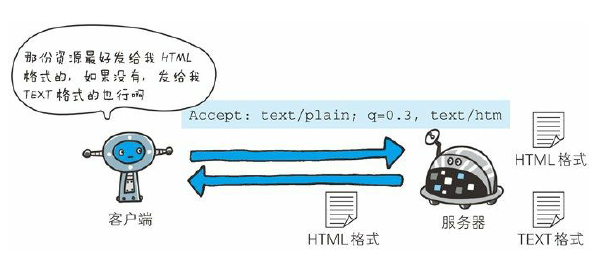 那份资源最好发给我 HTML
格式的，如果没有，发给我
TEXT 格式的也行啊
Accept: text/plain; q=0.3, text/htm
HTML格式
客户端
服务器
HTML格式
TEXT格式